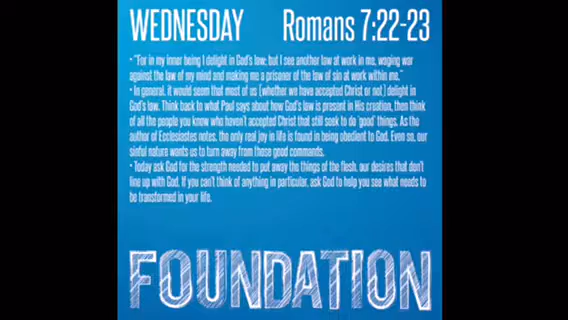 WEDNESDAY Romans 7:22-23
• "For in my inner being I delight in God's law; but I see another law at work in me, waging war
against the law of my mind and making me a prisoner of the law of sin at work within me."
• In general, it would seem that most of us (whether we have accepted Christ or not) delight in
God's law. Think back to what Paul says about how God's law is present in His creation, then think
of all the people you know who haven't accepted Christ that still seek to do 'good' things. As the
author of Ecclesiastes notes, the only real joy in life is found in being obedient to God. Even so, our
sinful nature wants us to turn away from those good commands.
• Today ask God for the strength needed to put away the things of the flesh, our desires that don't
line up with God. If you can't think of anything in particular, ask God to help you see what needs to
be transformed in your life.
FOUNDATION